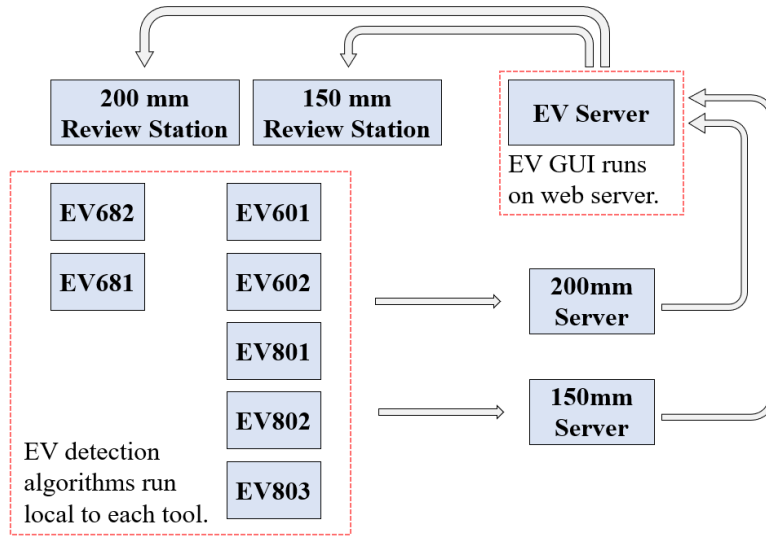 200 mm
Review Station
150 mm
Review Station
EV Server
EV GUI runs
on web server.
EV682
EV601
EV681
EV602
EV801
EV802
EV803
EV detection
algorithms run
local to each tool.
200mm
Server
150mm
Server